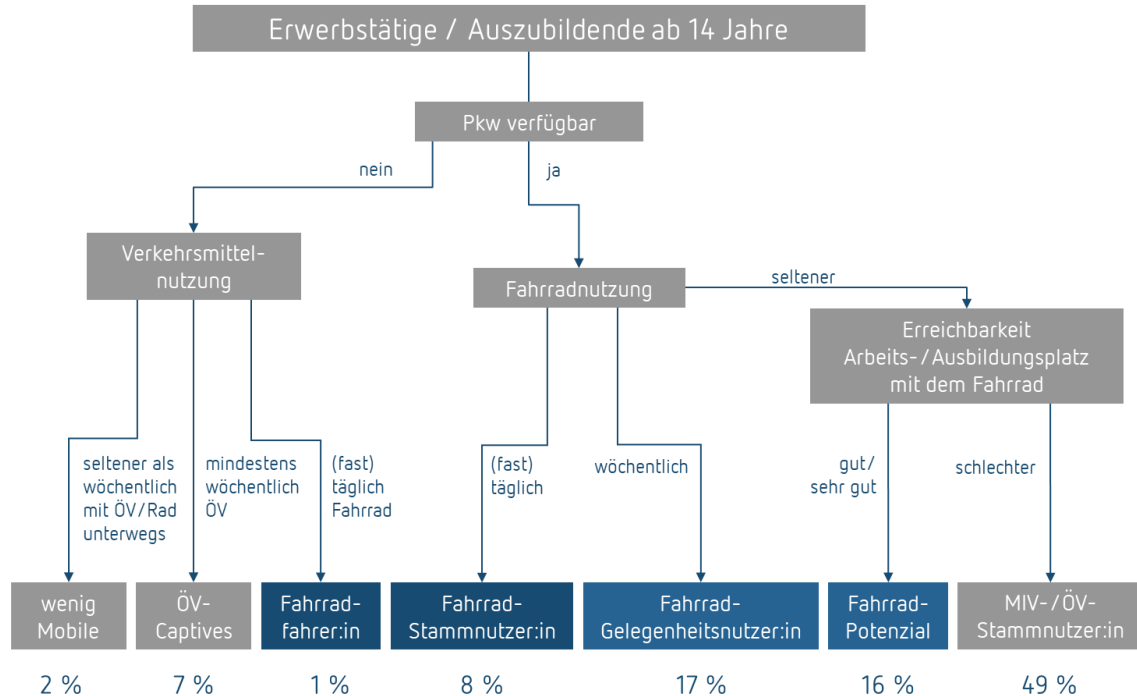 Erwerbstätige / Auszubildende ab 14 Jahre
Pkw verfügbar
nein
ja
Verkehrsmittel-
nutzung
Fahrradnutzung
seltener
Erreichbarkeit
Arbeits-/Ausbildungsplatz
mit dem Fahrrad
seltener als
wöchentlich
mit ÖV/Rad
unterwegs
mindestens
wöchentlich
ÖV
(fast)
täglich
Fahrrad
(fast)
täglich
wöchentlich
gut/
sehr gut
schlechter
wenig
Mobile
ÖV-
Captives
Fahrrad-
fahrer:in
Fahrrad-
Stammnutzer:in
Fahrrad-
Gelegenheitsnutzer:in
Fahrrad-
Potenzial
MIV-/ÖV-
Stammnutzer:in
2 %
7 %
1 %
8 %
17 %
16 %
49 %